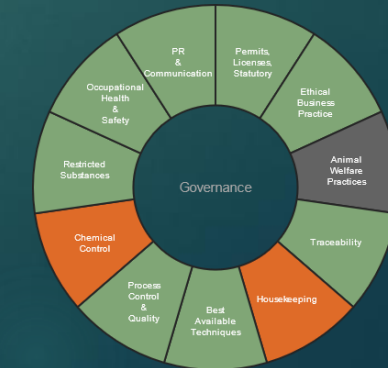 PR
&
Communication
Permits,
Licenses,
Statutory
Ethical
Business
Practice
Animal
Welfare
Practices
Traceability
Housekeeping
Best
Available
Techniques
Process
Control
&
Quality
Chemical
Control
Restricted
Substances
Occupational
Health
&
Safety
Governance